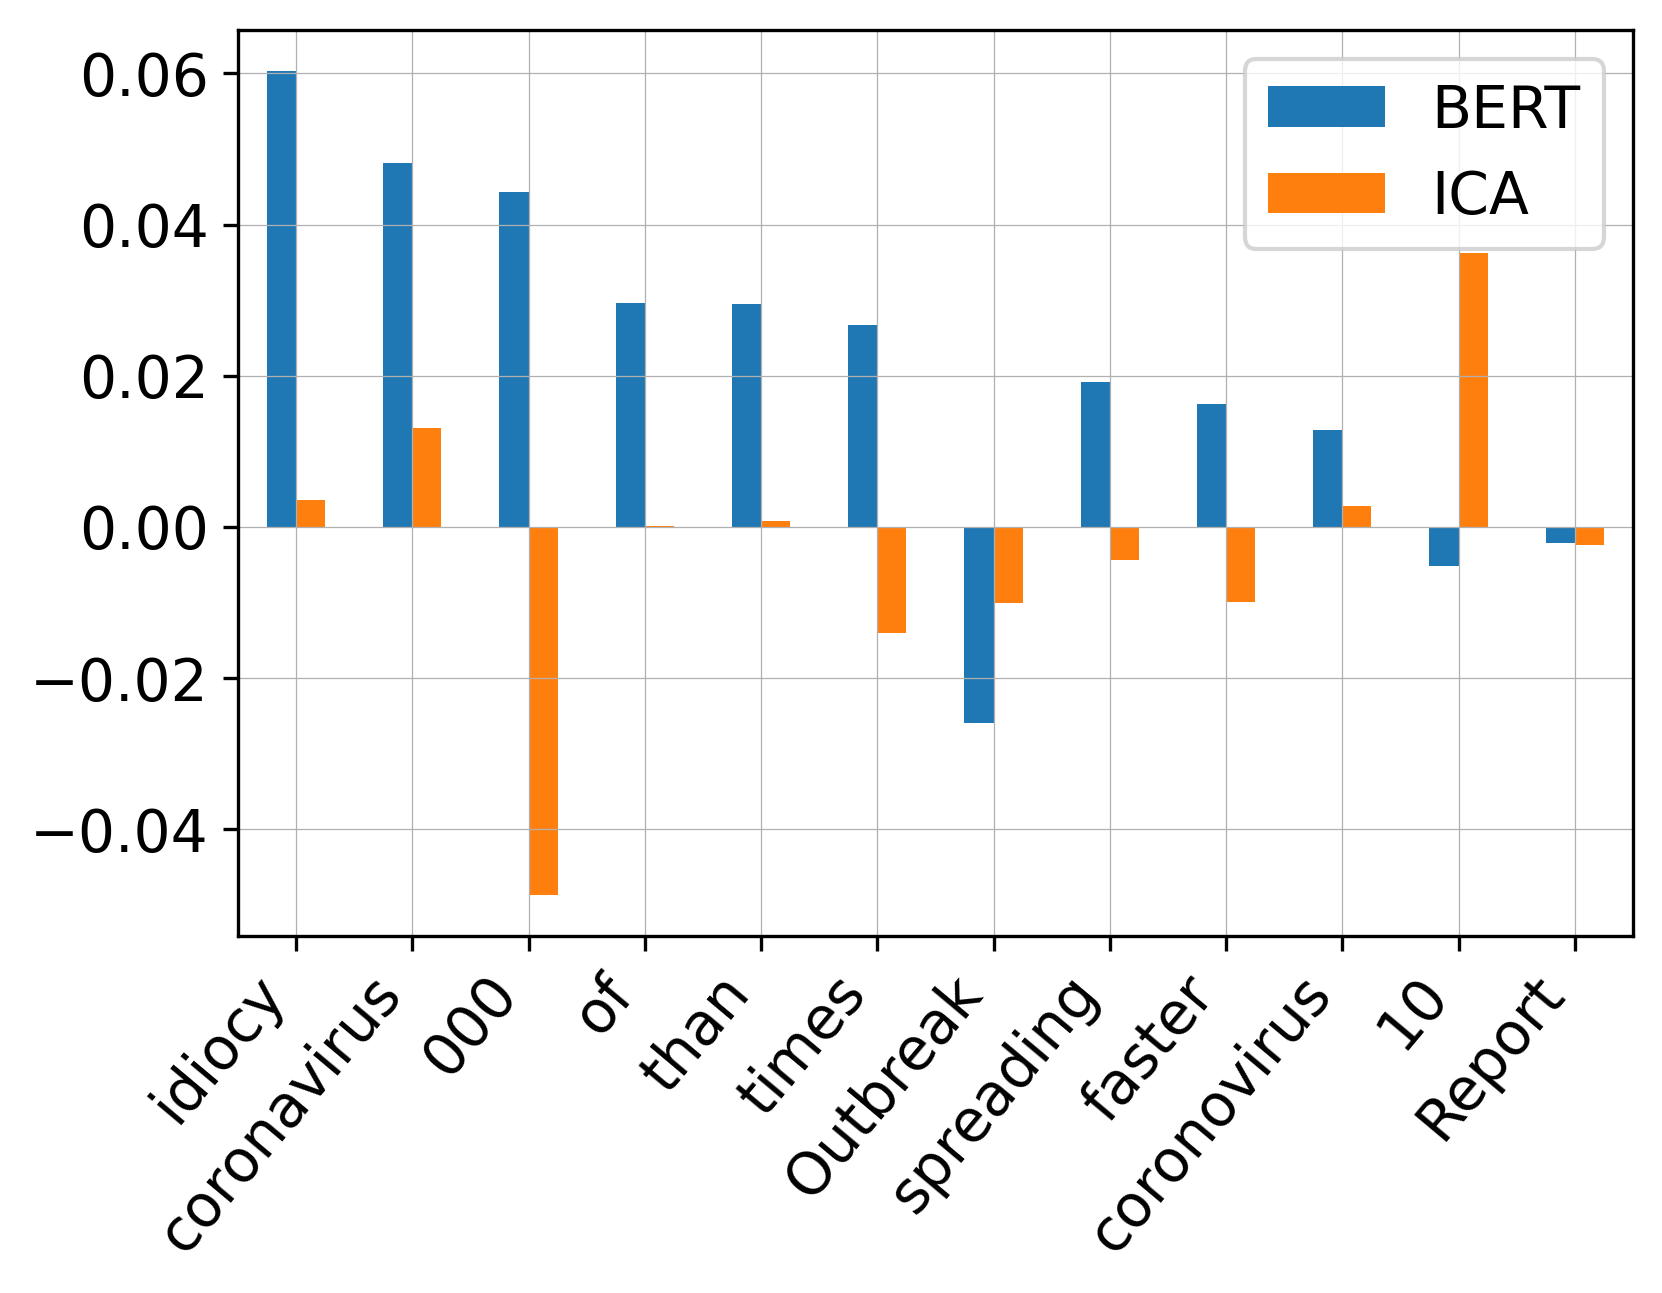 0.06
0.04
0.02
0.00
−0.02
−0.04
BERT
ICA
idiocy
coronavirus
000
of
than
times
Outbreak
spreading
faster
coronovirus
10
Report